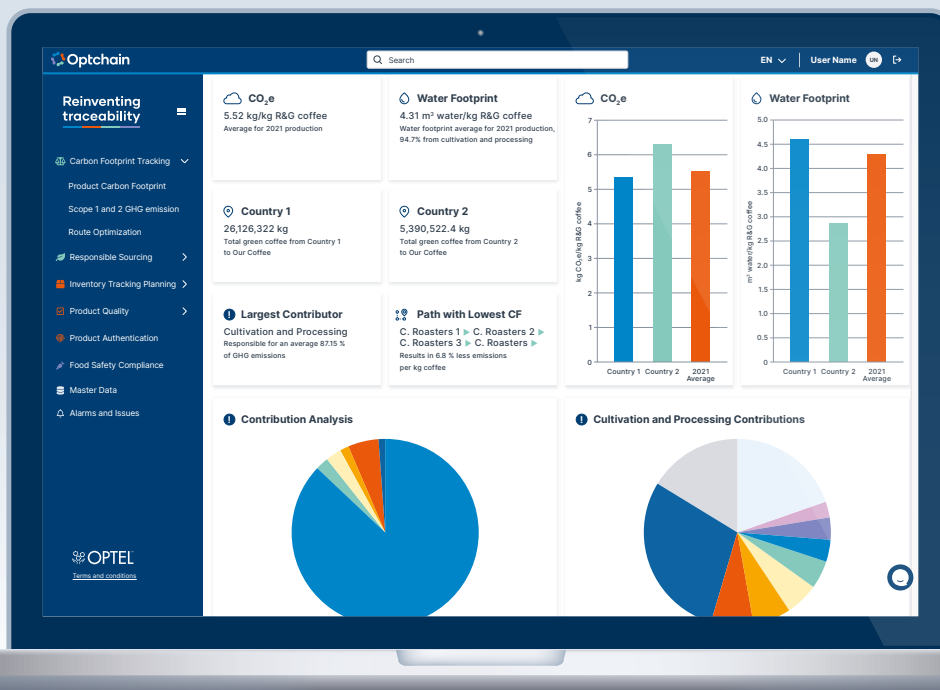 Optchain
Search
EN
User Name
UN
Reinventing
traceability
Carbon Footprint Tracking
Product Carbon Footprint
Scope 1 and 2 GHG emission
Route Optimization
Responsible Sourcing
Inventory Tracking Planning
Product Quality
Product Authentication
Food Safety Compliance
Master Data
Alarms and Issues
OPTEL
Terms and conditions
CO2e
5.52 kg/kg R&G coffee
Average for 2021 production
Water Footprint
4.31 m³ water/kg R&G coffee
Water footprint average for 2021 production,
94.7% from cultivation and processing
Country 1
26,126,322 kg
Total green coffee from Country 1
to Our Coffee
Country 2
5,390,522.4 kg
Total green coffee from Country 2
to Our Coffee
Largest Contributor
Cultivation and Processing
Responsible for an average 87.15 %
of GHG emissions
Path with Lowest CF
C. Roasters 1 ▶ C. Roasters 2 ▶
C. Roasters 3 ▶ C. Roasters ▶
Results in 6.8 % less emissions
per kg coffee
CO2e
kg CO2e/kg R&G coffee
7
6
5
4
3
2
1
0
Country 1 Country 2 2021
Average
Water Footprint
m³ water/kg R&G coffee
5.0
4.5
4.0
3.5
3.0
2.5
2.0
1.5
1.0
0.5
0
Country 1 Country 2 2021
Average
Contribution Analysis
Cultivation and Processing Contributions